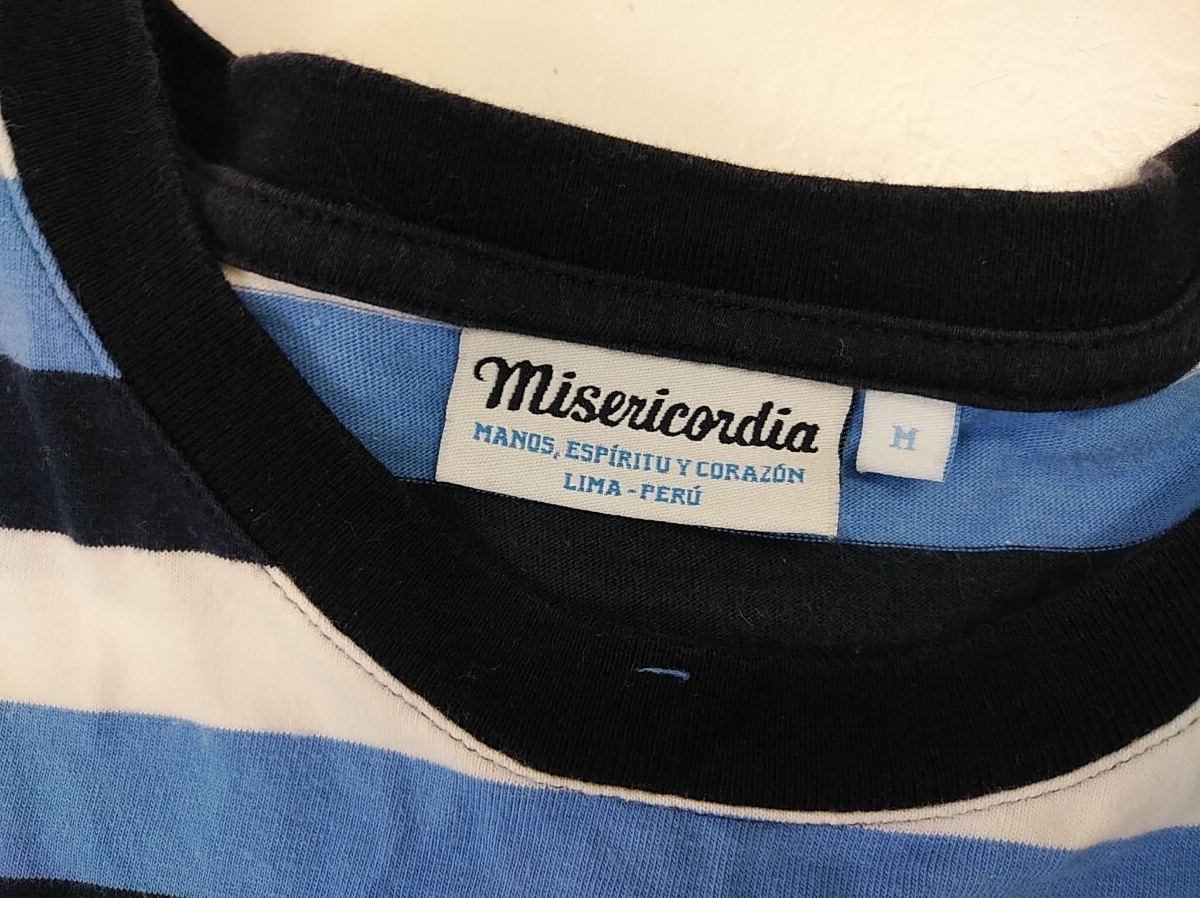 Misericordia
MANOS, ESPÍRITU Y CORAZÓN
LIMA - PERÚ
M